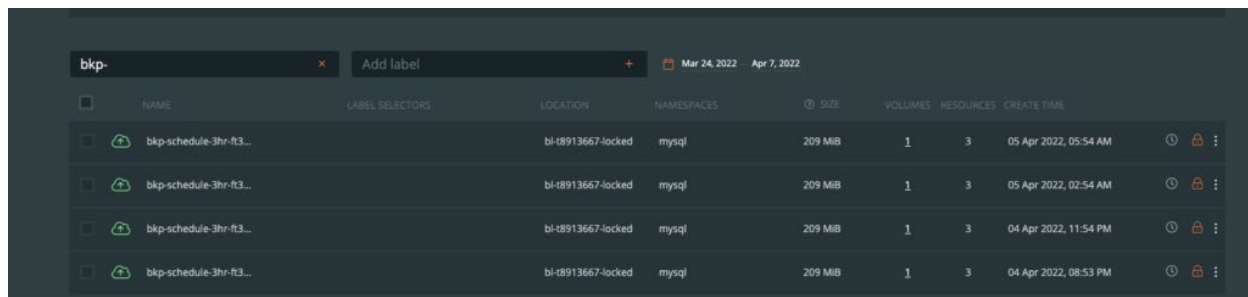 bkp- × Add label + Mar 24, 2022 - Apr 7, 2022
NAME LABEL SELECTORS LOCATION NAMESPACES ? SIZE VOLUMES RESOURCES CREATE TIME
bkp-schedule-3hr-ft3... bl-t8913667-locked mysql 209 MiB 1 3 05 Apr 2022, 05:54 AM
bkp-schedule-3hr-ft3... bl-t8913667-locked mysql 209 MiB 1 3 05 Apr 2022, 02:54 AM
bkp-schedule-3hr-ft3... bl-t8913667-locked mysql 209 MiB 1 3 04 Apr 2022, 11:54 PM
bkp-schedule-3hr-ft3... bl-t8913667-locked mysql 209 MiB 1 3 04 Apr 2022, 08:53 PM